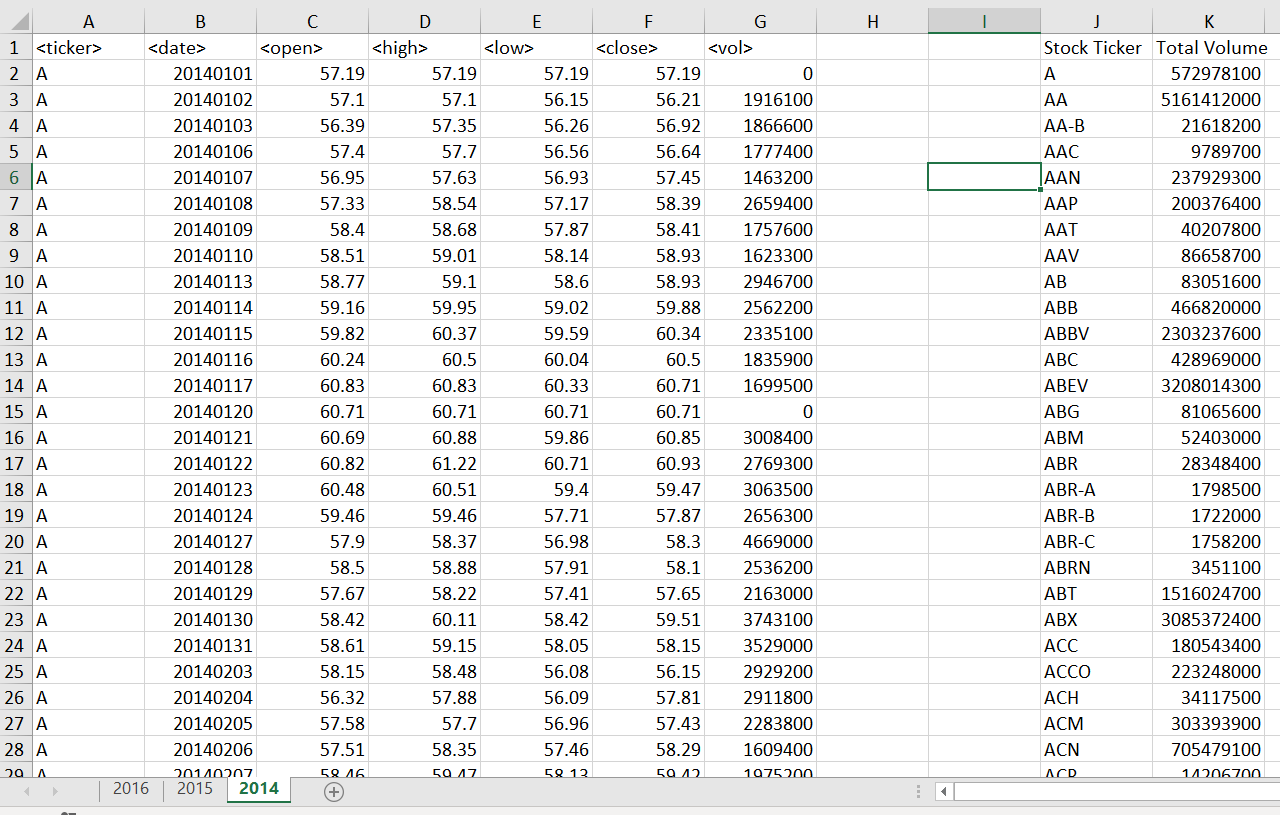 A B C D E F G H I J K
1 <ticker> <date> <open> <high> <low> <close> <vol> Stock Ticker Total Volume
2 A 20140101 57.19 57.19 57.19 57.19 0 A 572978100
3 A 20140102 57.1 57.1 56.15 56.21 1916100 AA 5161412000
4 A 20140103 56.39 57.35 56.26 56.92 1866600 AA-B 21618200
5 A 20140106 57.4 57.7 56.56 56.64 1777400 AAC 9789700
6 A 20140107 56.95 57.63 56.93 57.45 1463200 AAN 237929300
7 A 20140108 57.33 58.54 57.17 58.39 2659400 AAP 200376400
8 A 20140109 58.4 58.68 57.87 58.41 1757600 AAT 40207800
9 A 20140110 58.51 59.01 58.14 58.93 1623300 AAV 86658700
10 A 20140113 58.77 59.1 58.6 58.93 2946700 AB 83051600
11 A 20140114 59.16 59.95 59.02 59.88 2562200 ABB 466820000
12 A 20140115 59.82 60.37 59.59 60.34 2335100 ABBV 2303237600
13 A 20140116 60.24 60.5 60.04 60.5 1835900 ABC 428969000
14 A 20140117 60.83 60.83 60.33 60.71 1699500 ABEV 3208014300
15 A 20140120 60.71 60.71 60.71 60.71 0 ABG 81065600
16 A 20140121 60.69 60.88 59.86 60.85 3008400 ABM 52403000
17 A 20140122 60.82 61.22 60.71 60.93 2769300 ABR 28348400
18 A 20140123 60.48 60.51 59.4 59.47 3063500 ABR-A 1798500
19 A 20140124 59.46 59.46 57.71 57.87 2656300 ABR-B 1722000
20 A 20140127 57.9 58.37 56.98 58.3 4669000 ABR-C 1758200
21 A 20140128 58.5 58.88 57.91 58.1 2536200 ABRN 3451100
22 A 20140129 57.67 58.22 57.41 57.65 2163000 ABT 1516024700
23 A 20140130 58.42 60.11 58.42 59.51 3743100 ABX 3085372400
24 A 20140131 58.61 59.15 58.05 58.15 3529000 ACC 180543400
25 A 20140203 58.15 58.48 56.08 56.15 2929200 ACCO 223248000
26 A 20140204 56.32 57.88 56.09 57.81 2911800 ACH 34117500
27 A 20140205 57.58 57.7 56.96 57.43 2283800 ACM 303393900
28 A 20140206 57.51 58.35 57.46 58.29 1609400 ACN 705479100
29 A 20140207 58.46 59.47 58.13 59.42 1975200 14206700
2016 2015 2014